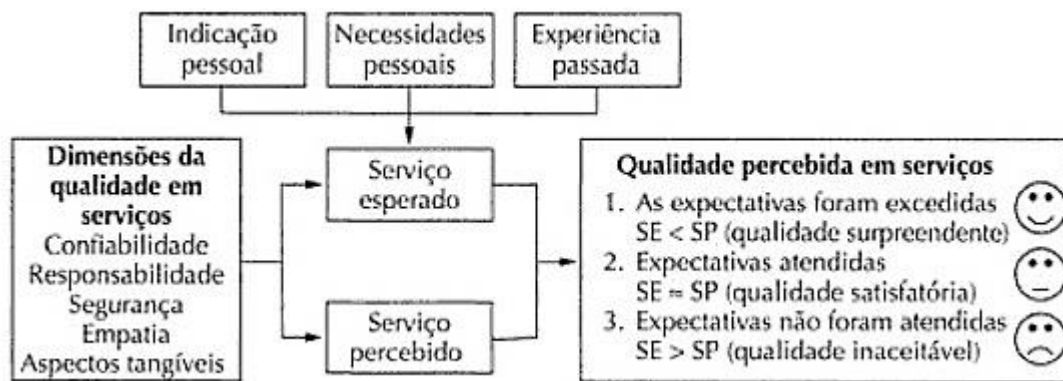 Indicação
pessoal
Necessidades
pessoais
Experiência
passada
Dimensões da
qualidade em
serviços
Confiabilidade
Responsabilidade
Segurança
Empatia
Aspectos tangíveis
Serviço
esperado
Serviço
percebido
Qualidade percebida em serviços
1. As expectativas foram excedidas
SE < SP (qualidade surpreendente)
2. Expectativas atendidas
SE ≈ SP (qualidade satisfatória)
3. Expectativas não foram atendidas
SE > SP (qualidade inaceitável)